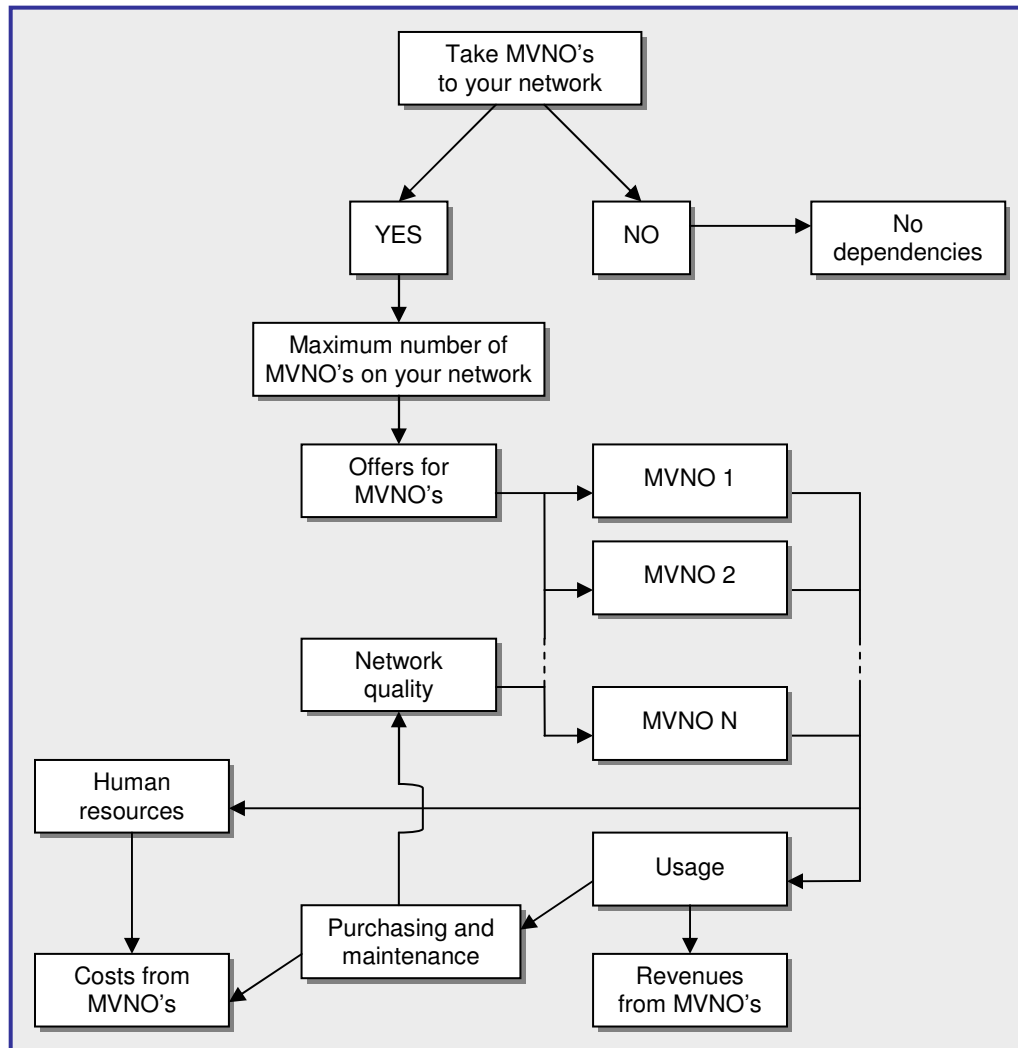 Take MVNO's
to your network
YES
NO
No
dependencies
Maximum number of
MVNO's on your network
Offers for
MVNO's
MVNO 1
MVNO 2
Network
quality
MVNO N
Human
resources
Usage
Purchasing and
maintenance
Costs from
MVNO's
Revenues
from MVNO's